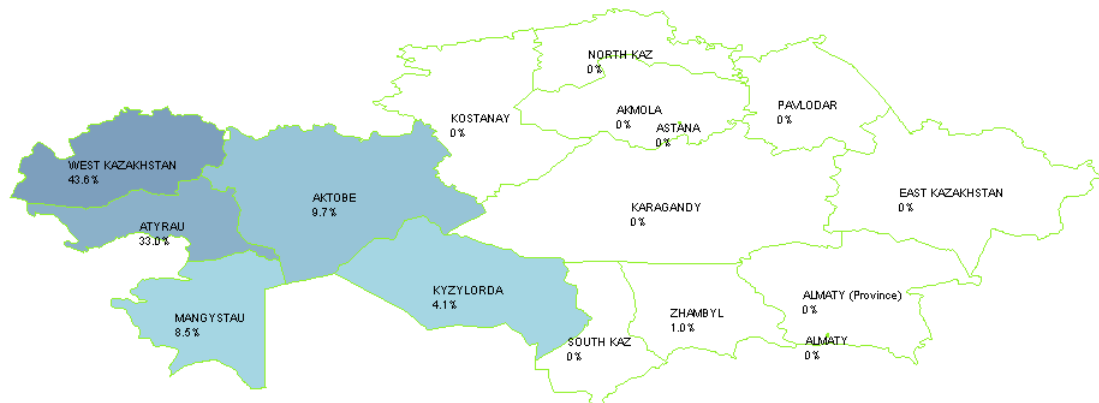 NORTH KAZ
0%
PAVLODAR
0%
AKMOLA
0%
KOSTANAY
0%
ASTANA
0%
WEST KAZAKHSTAN
43.6%
AKTOBE
9.7%
EAST KAZAKHSTAN
0%
KARAGANDY
0%
ATYRAU
33.0%
KYZYLORDA
4.1%
ALMATY (Province)
0%
MANGYSTAU
8.5%
ZHAMBYL
1.0%
SOUTH KAZ
0%
ALMATY
0%